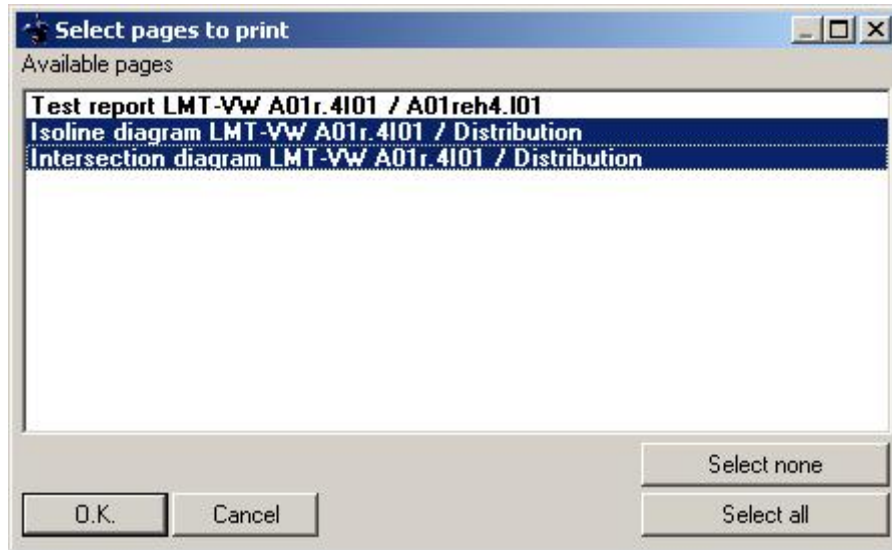 Select pages to print
Available pages
Test report LMT-VW A01r.4I01 / A01reh4.I01
Isoline diagram LMT-VW A01r.4I01 / Distribution
Intersection diagram LMT-VW A01r.4I01 / Distribution
Select none
O.K.
Cancel
Select all